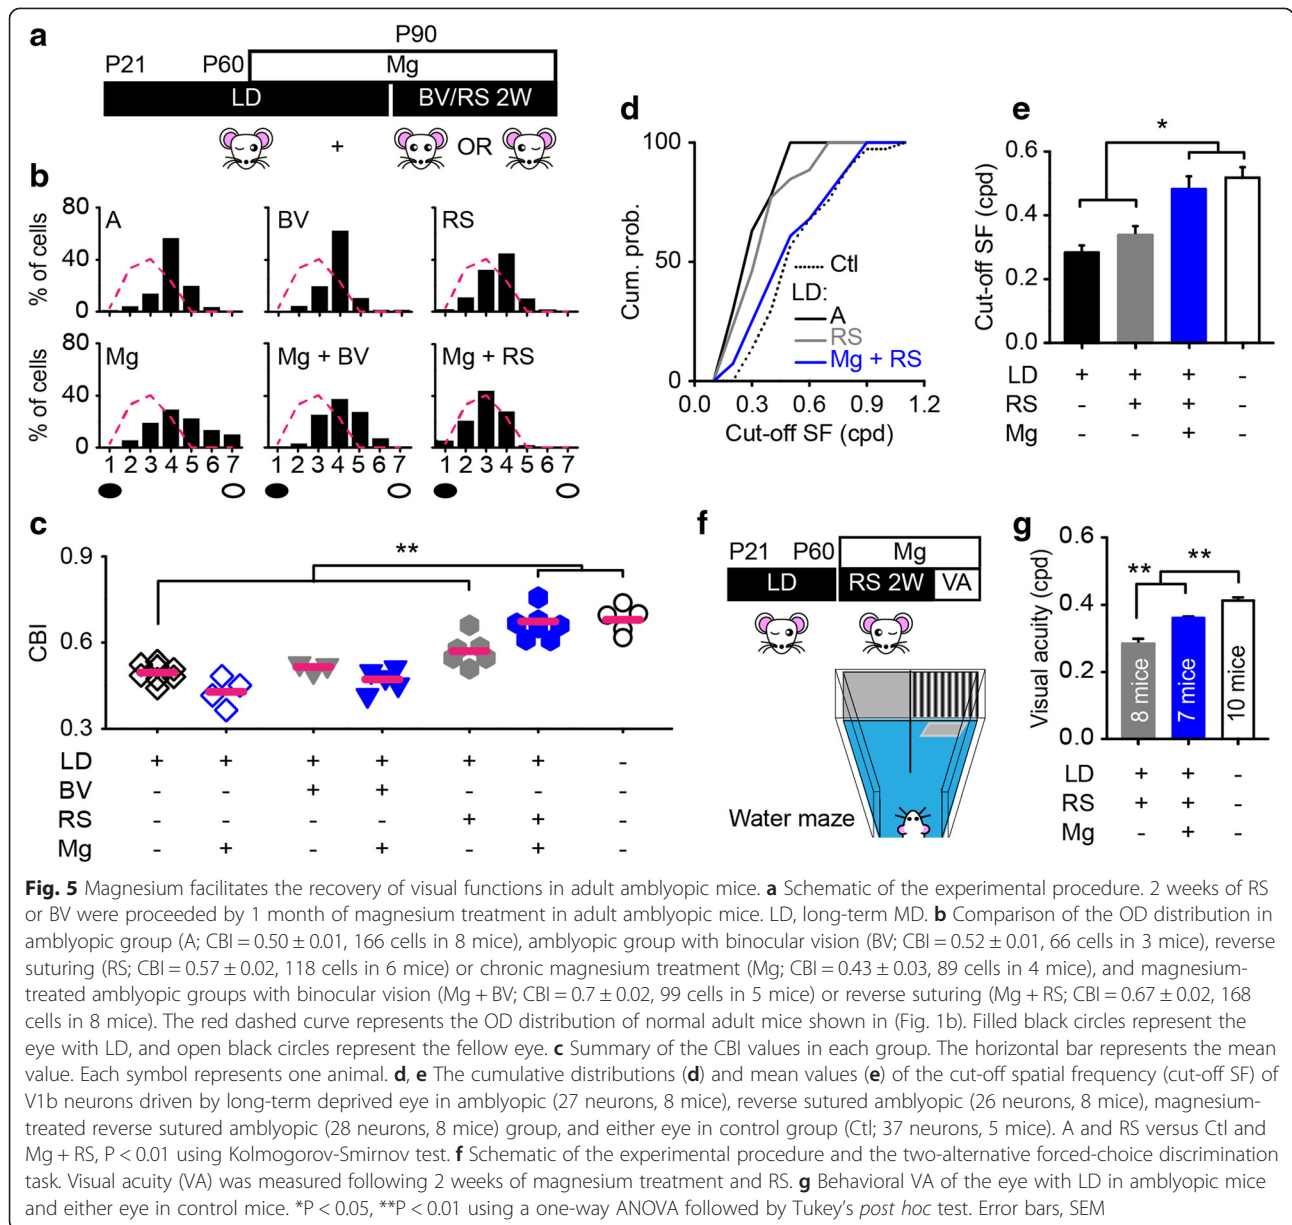 a
P90
P21 P60 Mg
LD BV/RS 2W
+ OR
b
% of cells
80
40
0
A
BV
RS
% of cells
80
40
0
Mg
Mg + BV
Mg + RS
1 2 3 4 5 6 7 1 2 3 4 5 6 7 1 2 3 4 5 6 7
c
CBI
0.9
0.6
0.3
**
LD + + + + + + -
BV - - + + - - -
RS - - - - + + -
Mg - + - + - + -
d
Cum. prob.
100
50
0
Ctl
LD:
A
RS
Mg + RS
0.0 0.3 0.6 0.9 1.2
Cut-off SF (cpd)
e
Cut-off SF (cpd)
0.6
0.4
0.2
0.0
*
LD + + + -
RS - + + -
Mg - - + -
f
P21 P60 Mg
LD RS 2W VA
Water maze
g
Visual acuity (cpd)
0.6
0.4
0.2
0.0
** **
8 mice 7 mice 10 mice
LD + + -
RS + + -
Mg - + -
Fig. 5 Magnesium facilitates the recovery of visual functions in adult amblyopic mice. a Schematic of the experimental procedure. 2 weeks of RS
or BV were proceeded by 1 month of magnesium treatment in adult amblyopic mice. LD, long-term MD. b Comparison of the OD distribution in
amblyopic group (A; CBI = 0.50 ± 0.01, 166 cells in 8 mice), amblyopic group with binocular vision (BV; CBI = 0.52 ± 0.01, 66 cells in 3 mice), reverse
suturing (RS; CBI = 0.57 ± 0.02, 118 cells in 6 mice) or chronic magnesium treatment (Mg; CBI = 0.43 ± 0.03, 89 cells in 4 mice), and magnesium-
treated amblyopic groups with binocular vision (Mg + BV; CBI = 0.7 ± 0.02, 99 cells in 5 mice) or reverse suturing (Mg + RS; CBI = 0.67 ± 0.02, 168
cells in 8 mice). The red dashed curve represents the OD distribution of normal adult mice shown in (Fig. 1b). Filled black circles represent the
eye with LD, and open black circles represent the fellow eye. c Summary of the CBI values in each group. The horizontal bar represents the mean
value. Each symbol represents one animal. d, e The cumulative distributions (d) and mean values (e) of the cut-off spatial frequency (cut-off SF) of
V1b neurons driven by long-term deprived eye in amblyopic (27 neurons, 8 mice), reverse sutured amblyopic (26 neurons, 8 mice), magnesium-
treated reverse sutured amblyopic (28 neurons, 8 mice) group, and either eye in control group (Ctl; 37 neurons, 5 mice). A and RS versus Ctl and
Mg + RS, P < 0.01 using Kolmogorov-Smirnov test. f Schematic of the experimental procedure and the two-alternative forced-choice discrimination
task. Visual acuity (VA) was measured following 2 weeks of magnesium treatment and RS. g Behavioral VA of the eye with LD in amblyopic mice
and either eye in control mice. *P < 0.05, **P < 0.01 using a one-way ANOVA followed by Tukey's post hoc test. Error bars, SEM